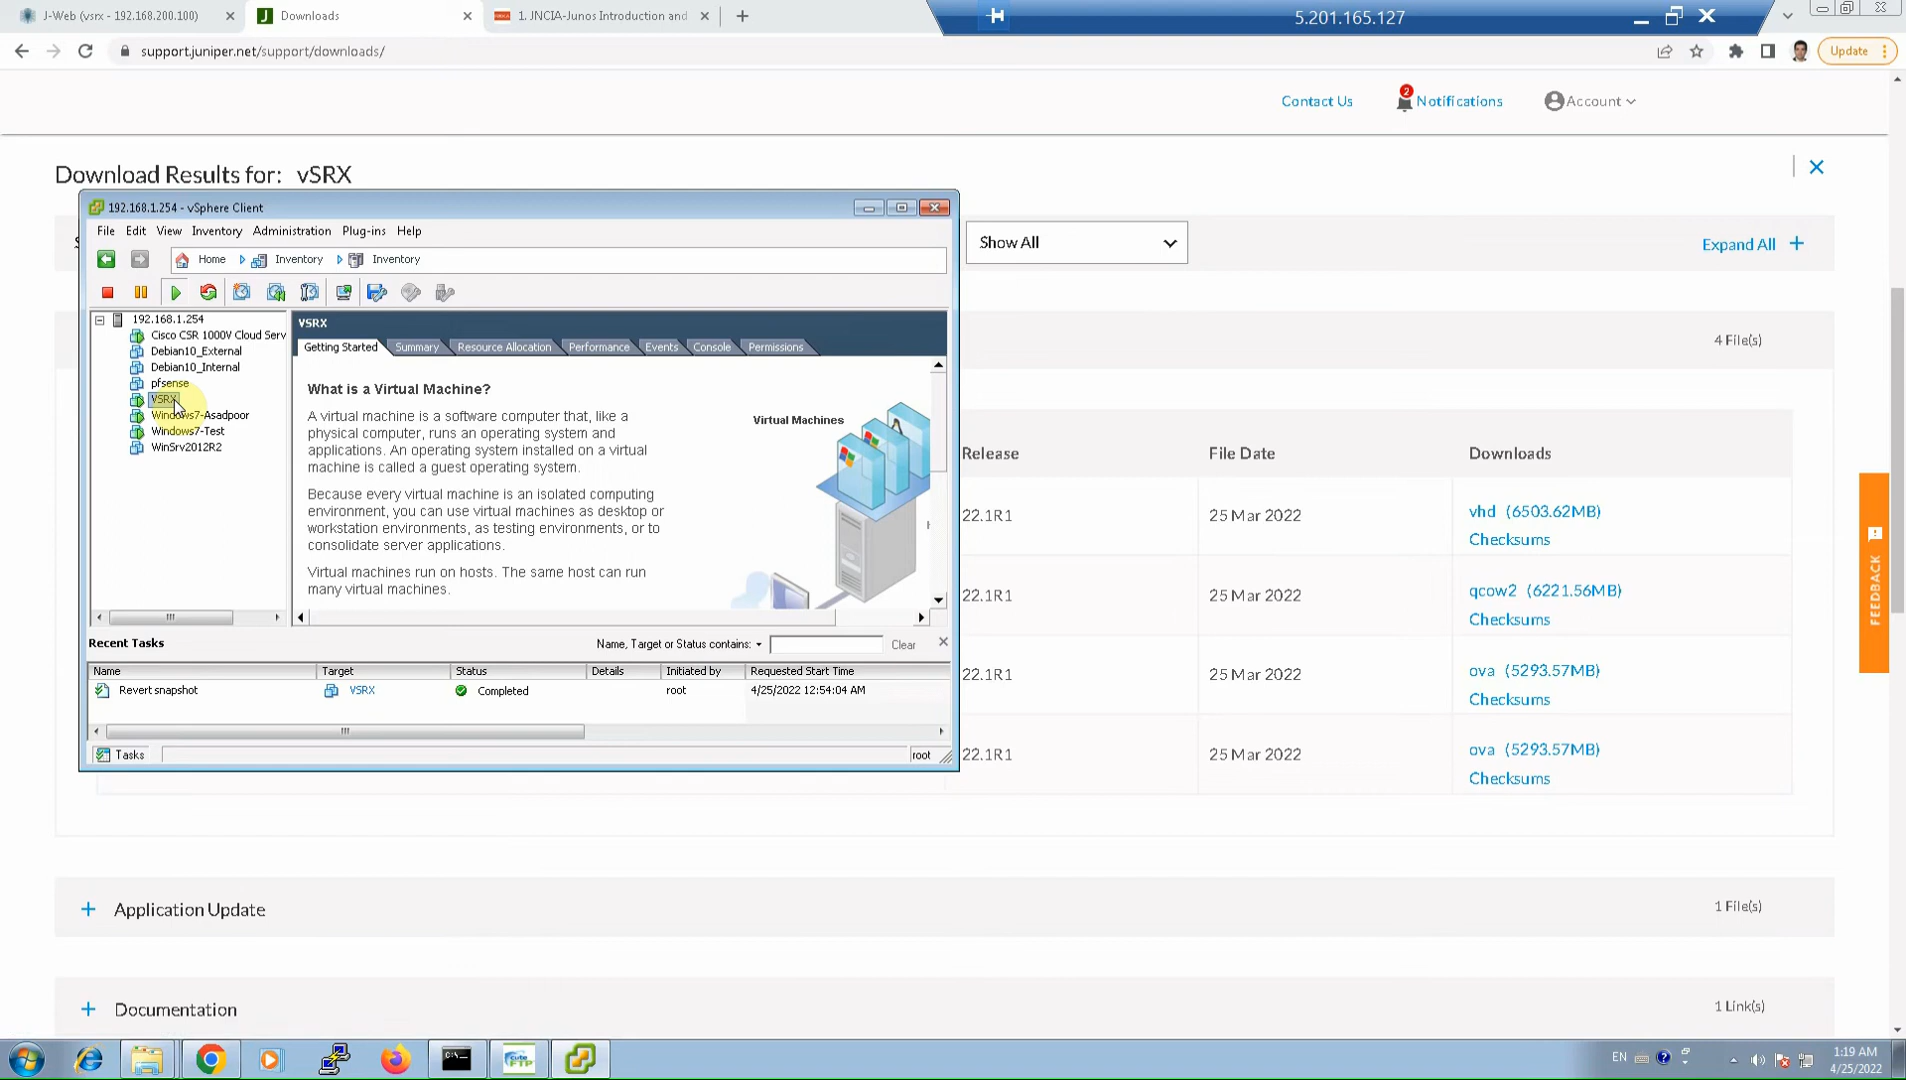 J-Web (vsrx - 192.168.200.100)
Downloads
1. JNCIA-Junos Introduction and
5.201.165.127
support.juniper.net/support/downloads/
Update
Contact Us
2
Notifications
Account
Download Results for: vSRX
192.168.1.254 - vSphere Client
File Edit View Inventory Administration Plug-ins Help
Show All
Expand All
Home Inventory Inventory
192.168.1.254
Cisco CSR 1000V Cloud Serv
Debian10_External
Debian10_Internal
pfsense
VSRX
Windows7-Asadpoor
Windows7-Test
WinSrv2012R2
VSRX
Getting Started Summary Resource Allocation Performance Events Console Permissions
What is a Virtual Machine?
A virtual machine is a software computer that, like a
physical computer, runs an operating system and
applications. An operating system installed on a virtual
machine is called a guest operating system.
Because every virtual machine is an isolated computing
environment, you can use virtual machines as desktop or
workstation environments, as testing environments, or to
consolidate server applications.
Virtual machines run on hosts. The same host can run
many virtual machines.
Virtual Machines
Recent Tasks
Name, Target or Status contains: Clear
Name Target Status Details Initiated by Requested Start Time
Revert snapshot VSRX Completed root 4/25/2022 12:54:04 AM
Tasks root
4 File(s)
Release File Date Downloads
22.1R1 25 Mar 2022 vhd (6503.62MB)
Checksums
22.1R1 25 Mar 2022 qcow2 (6221.56MB)
Checksums
22.1R1 25 Mar 2022 ova (5293.57MB)
Checksums
22.1R1 25 Mar 2022 ova (5293.57MB)
Checksums
FEEDBACK
Application Update 1 File(s)
Documentation 1 Link(s)
C:\
cute
FTP
EN
1:19 AM
4/25/2022